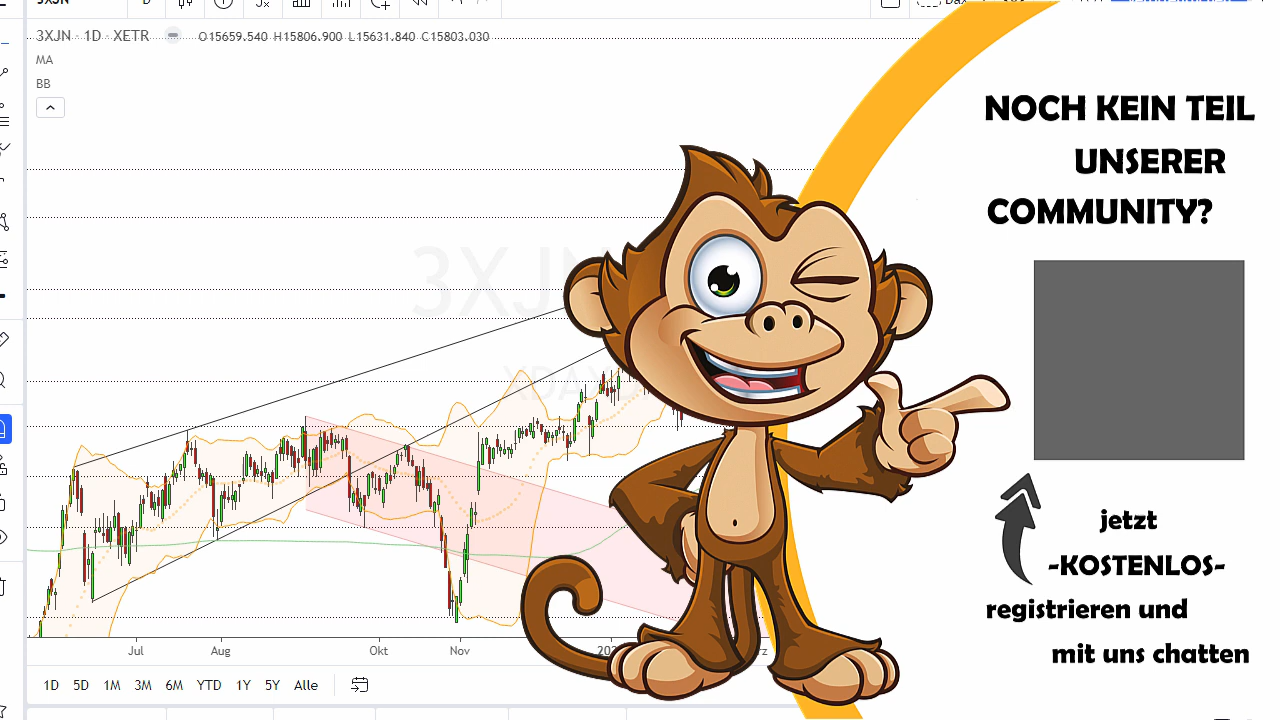 3XJN · 1D · XETR O15659.540 H15806.900 L15631.840 C15803.030
MA
BB
3XJN
XDAX
NOCH KEIN TEIL
UNSERER
COMMUNITY?
jetzt
-KOSTENLOS-
registrieren und
mit uns chatten
Jul Aug Okt Nov
1D 5D 1M 3M 6M YTD 1Y 5Y Alle